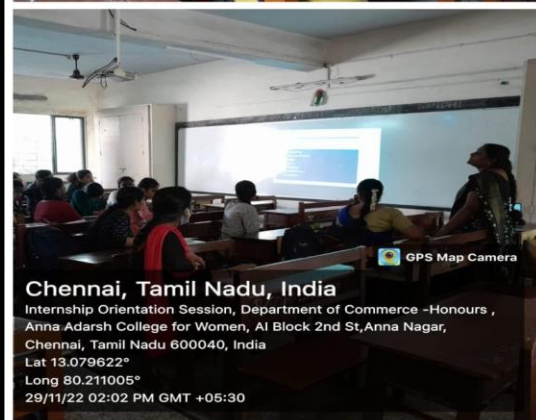 GPS Map Camera
Chennai, Tamil Nadu, India
Internship Orientation Session, Department of Commerce -Honours ,
Anna Adarsh College for Women, AI Block 2nd St,Anna Nagar,
Chennai, Tamil Nadu 600040, India
Lat 13.079622°
Long 80.211005°
29/11/22 02:02 PM GMT +05:30